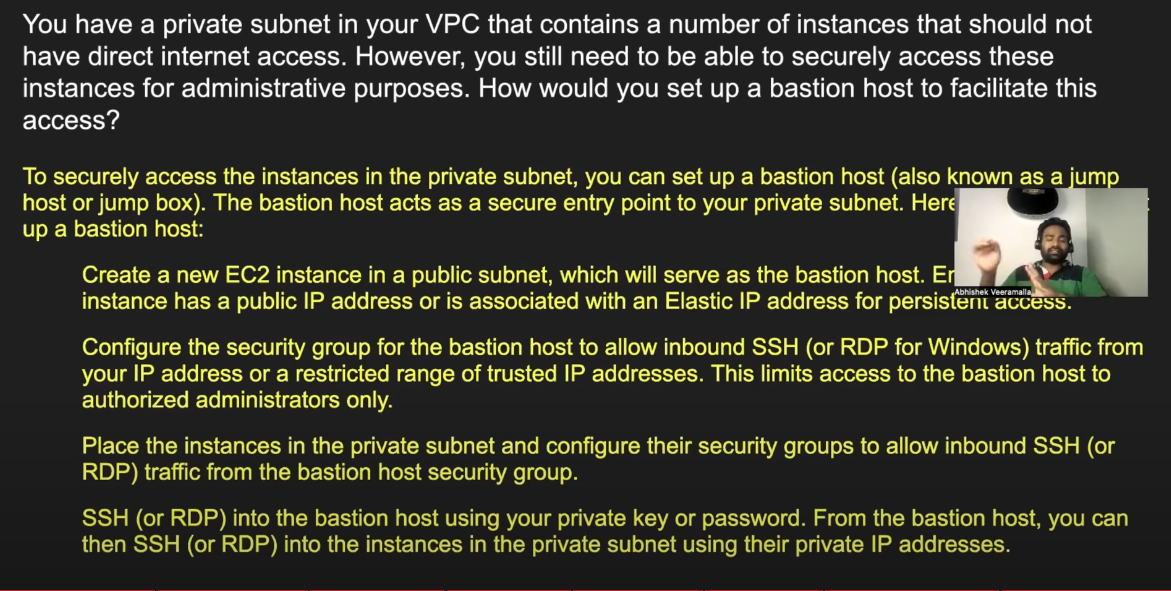 You have a private subnet in your VPC that contains a number of instances that should not
have direct internet access. However, you still need to be able to securely access these
instances for administrative purposes. How would you set up a bastion host to facilitate this
access?
To securely access the instances in the private subnet, you can set up a bastion host (also known as a jump
host or jump box). The bastion host acts as a secure entry point to your private subnet. Here
up a bastion host:
Create a new EC2 instance in a public subnet, which will serve as the bastion host.
instance has a public IP address or is associated with an Elastic IP address for persistent access.
Abhishek Veeramalla
Configure the security group for the bastion host to allow inbound SSH (or RDP for Windows) traffic from
your IP address or a restricted range of trusted IP addresses. This limits access to the bastion host to
authorized administrators only.
Place the instances in the private subnet and configure their security groups to allow inbound SSH (or
RDP) traffic from the bastion host security group.
SSH (or RDP) into the bastion host using your private key or password. From the bastion host, you can
then SSH (or RDP) into the instances in the private subnet using their private IP addresses.